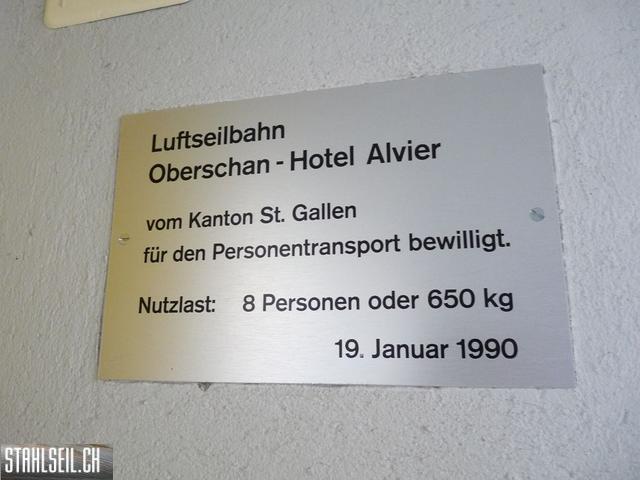 Luftseilbahn
Oberschan - Hotel Alvier
vom Kanton St. Gallen
für den Personentransport bewilligt.
Nutzlast: 8 Personen oder 650 kg
19. Januar 1990
STAHLSEIL.CH